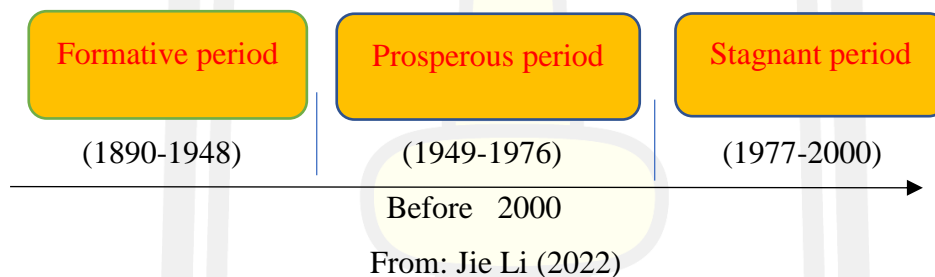 Formative period Prosperous period Stagnant period
(1890-1948) (1949-1976) (1977-2000)
Before 2000
From: Jie Li (2022)